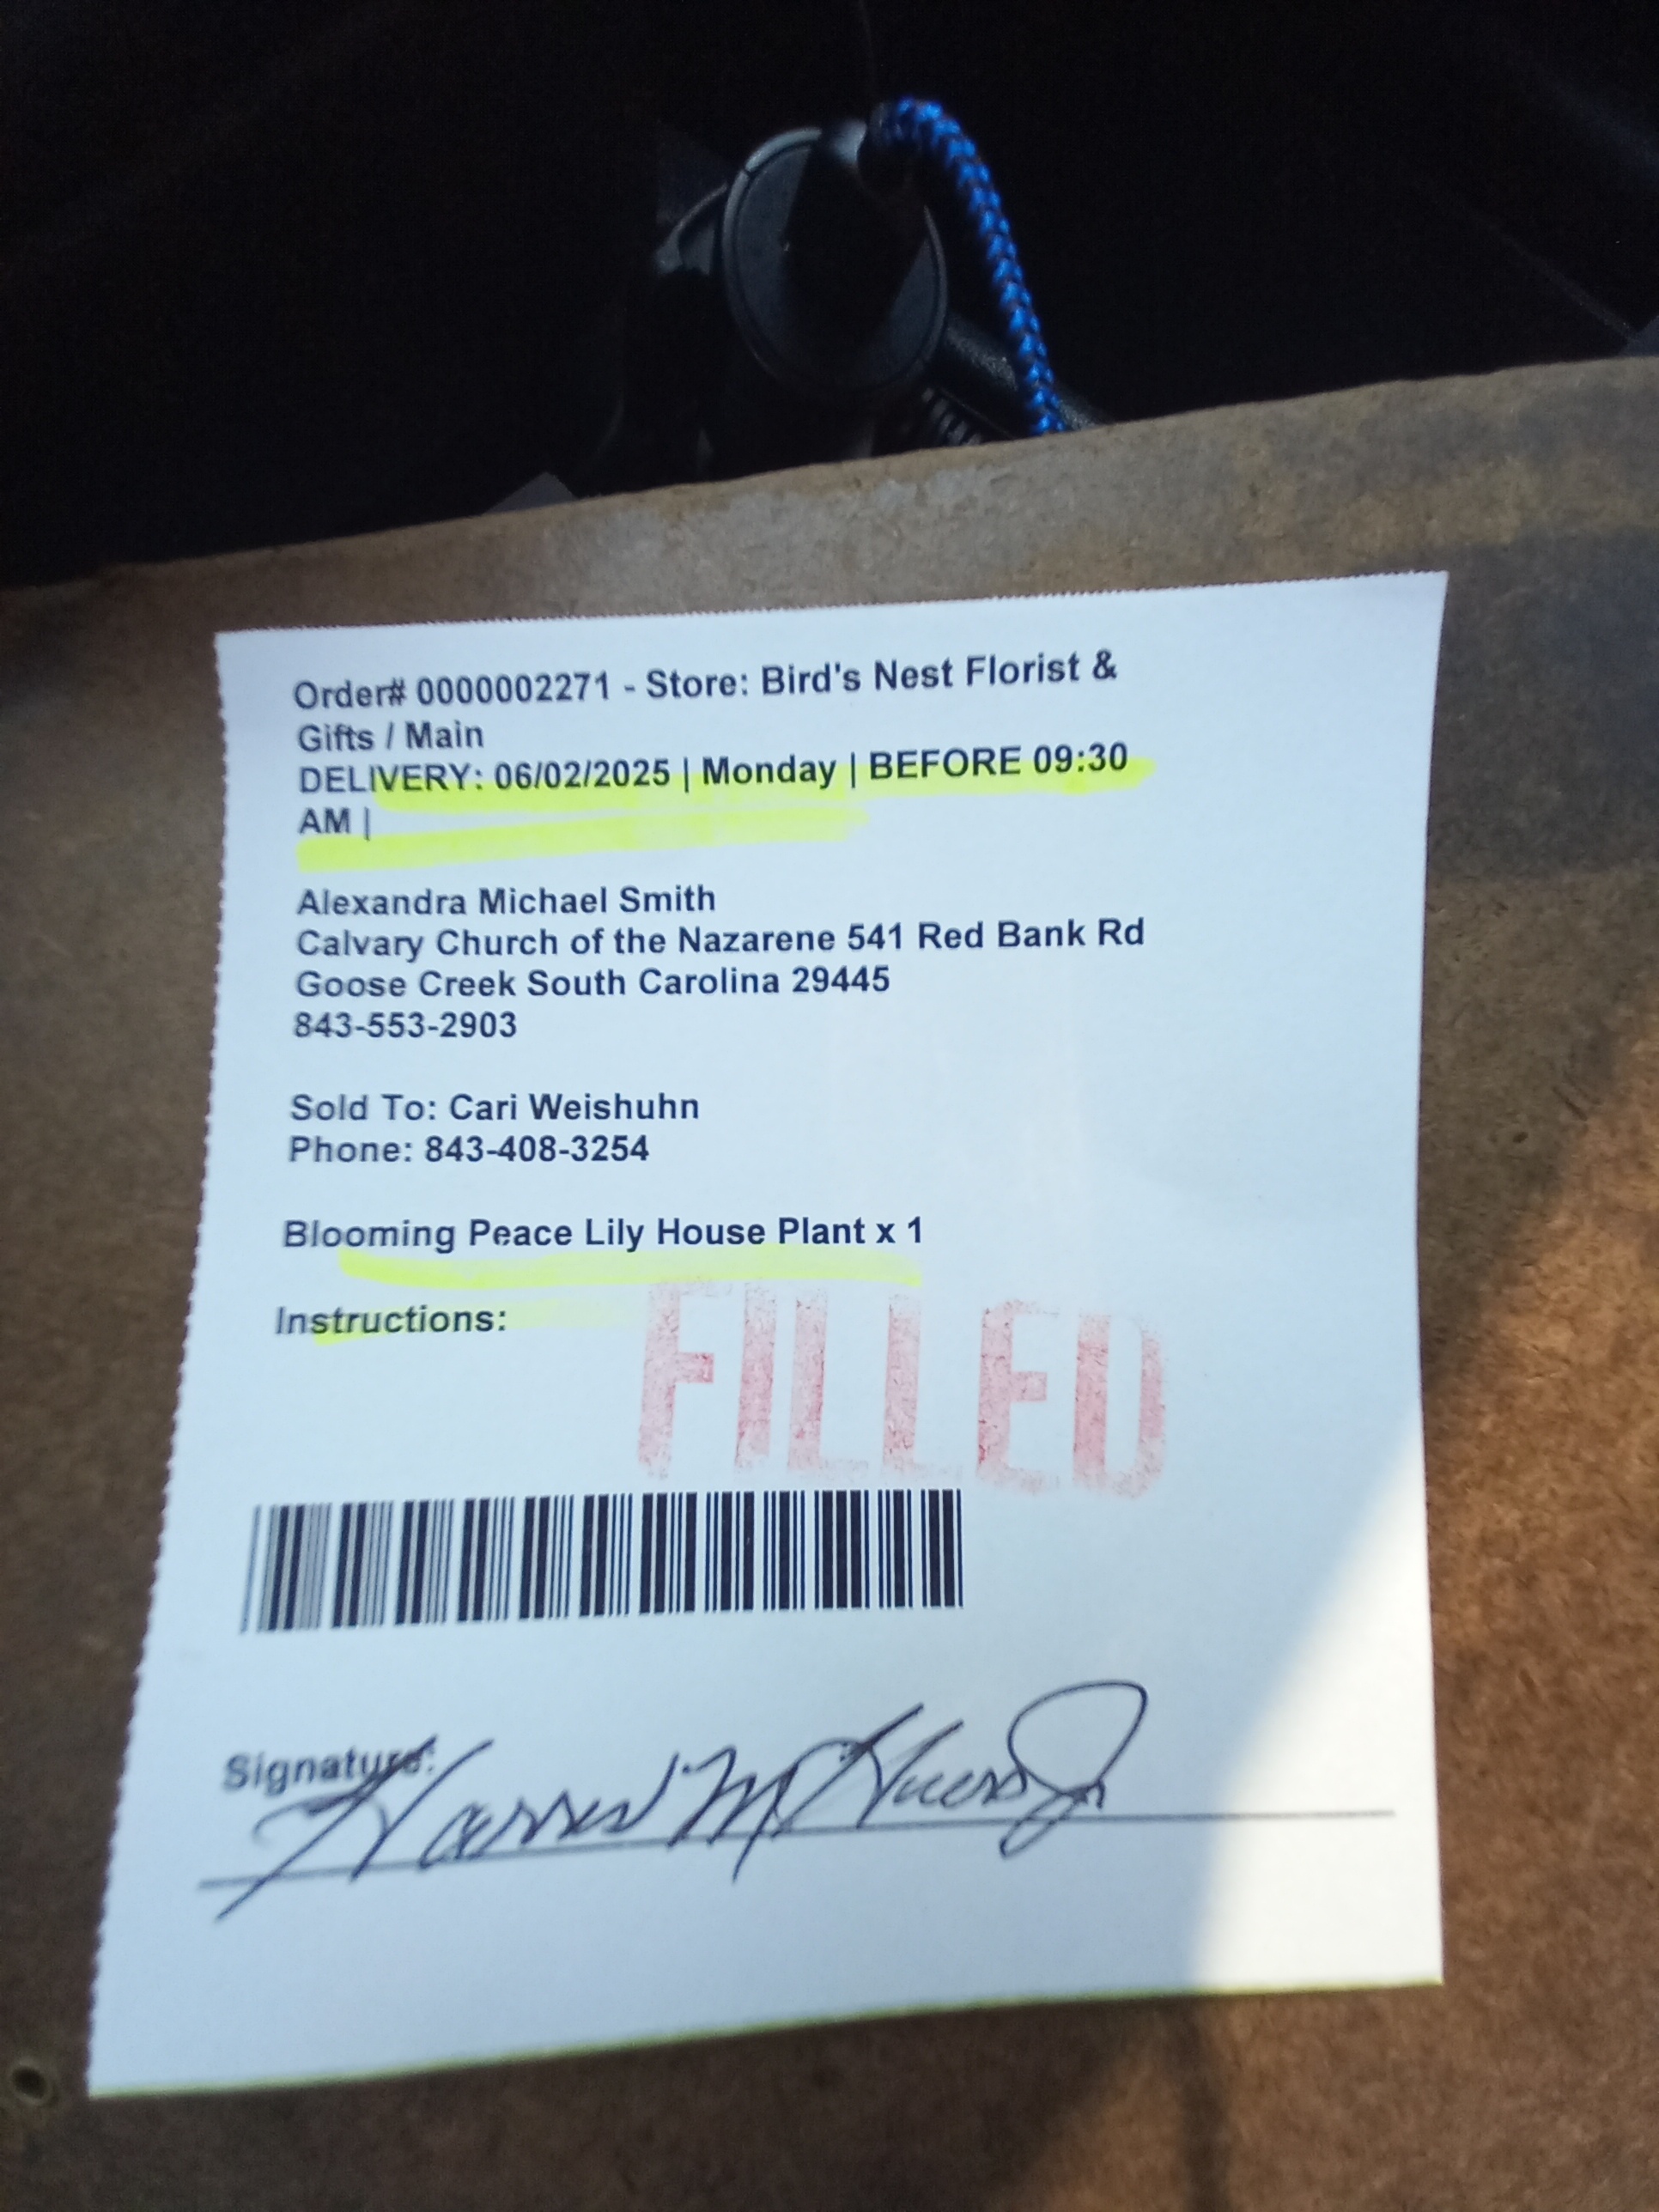 Order# 0000002271 - Store: Bird's Nest Florist &
Gifts / Main
DELIVERY: 06/02/2025 | Monday | BEFORE 09:30
AM |
Alexandra Michael Smith
Calvary Church of the Nazarene 541 Red Bank Rd
Goose Creek South Carolina 29445
843-553-2903
Sold To: Cari Weishuhn
Phone: 843-408-3254
Blooming Peace Lily House Plant x 1
Instructions:
FILLED
Signature: